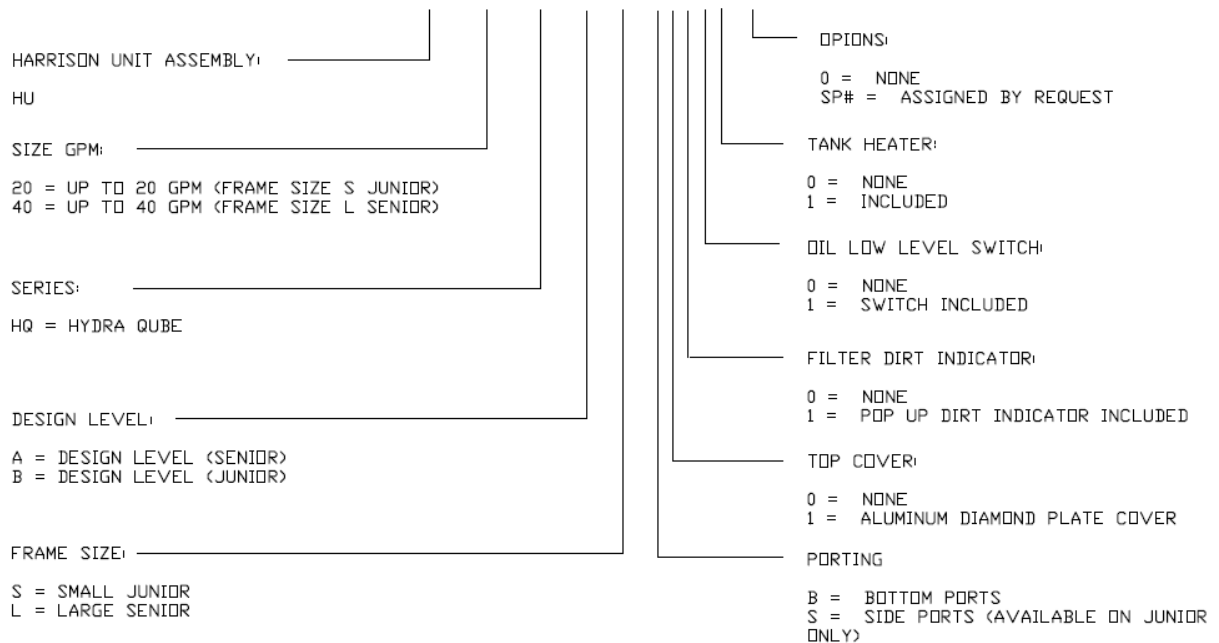 HARRISON UNIT ASSEMBLY:
HU
SIZE GPM:
20 = UP TO 20 GPM (FRAME SIZE S JUNIOR)
40 = UP TO 40 GPM (FRAME SIZE L SENIOR)
SERIES:
HQ = HYDRA QUBE
DESIGN LEVEL:
A = DESIGN LEVEL (SENIOR)
B = DESIGN LEVEL (JUNIOR)
FRAME SIZE:
S = SMALL JUNIOR
L = LARGE SENIOR
OPIONS:
0 = NONE
SP# = ASSIGNED BY REQUEST
TANK HEATER:
0 = NONE
1 = INCLUDED
OIL LOW LEVEL SWITCH:
0 = NONE
1 = SWITCH INCLUDED
FILTER DIRT INDICATOR:
0 = NONE
1 = POP UP DIRT INDICATOR INCLUDED
TOP COVER:
0 = NONE
1 = ALUMINUM DIAMOND PLATE COVER
PORTING
B = BOTTOM PORTS
S = SIDE PORTS (AVAILABLE ON JUNIOR
ONLY)